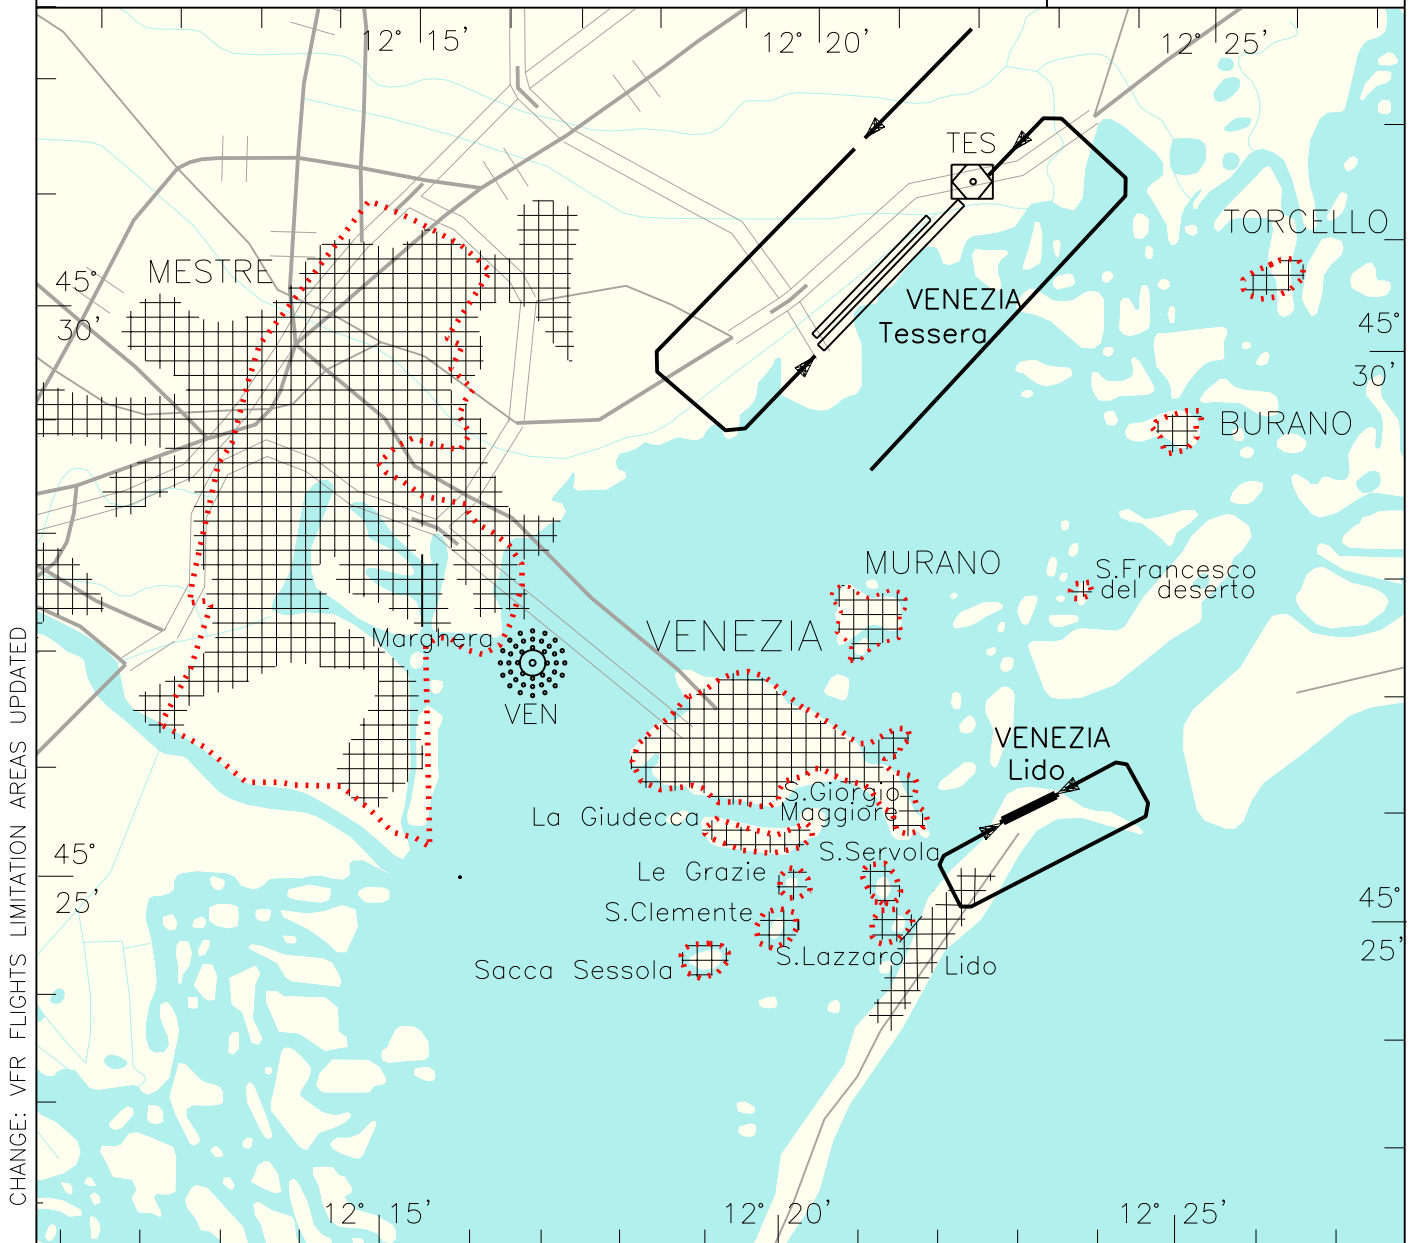 12° 15'
12° 20'
12° 25'
TES
TORCELLO
MESTRE
45°
30'
VENEZIA
Tessera
45°
30'
BURANO
MURANO
S.Francesco
del deserto
Marghera
VENEZIA
VEN
VENEZIA
Lido
S.Giorgio
Maggiore
La Giudecca
S.Servola
45°
25'
Le Grazie
S.Clemente
45°
25'
S.Lazzaro
Lido
Sacca Sessola
12° 15'
12° 20'
12° 25'
CHANGE: VFR FLIGHTS LIMITATION AREAS UPDATED